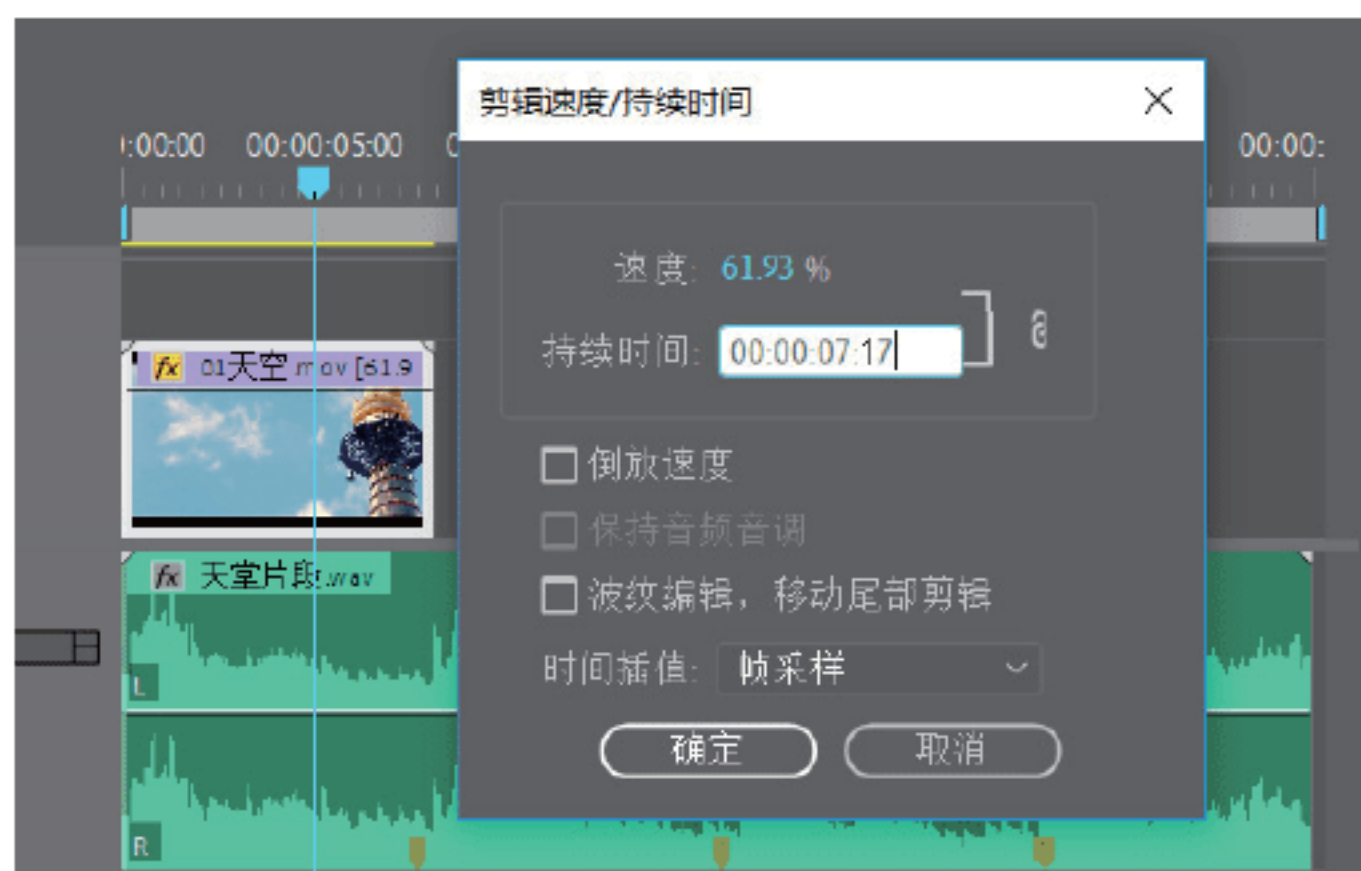 剪辑速度/持续时间
:00:00 00:00:05:00 00:00:
速度: 61.93 %
持续时间: 00:00:07:17
fx 01天空.mov [61.9
倒放速度
保持音频音调
fx 天堂片段.wav
波纹编辑，移动尾部剪辑
时间插值: 帧采样
L
确定 取消
R